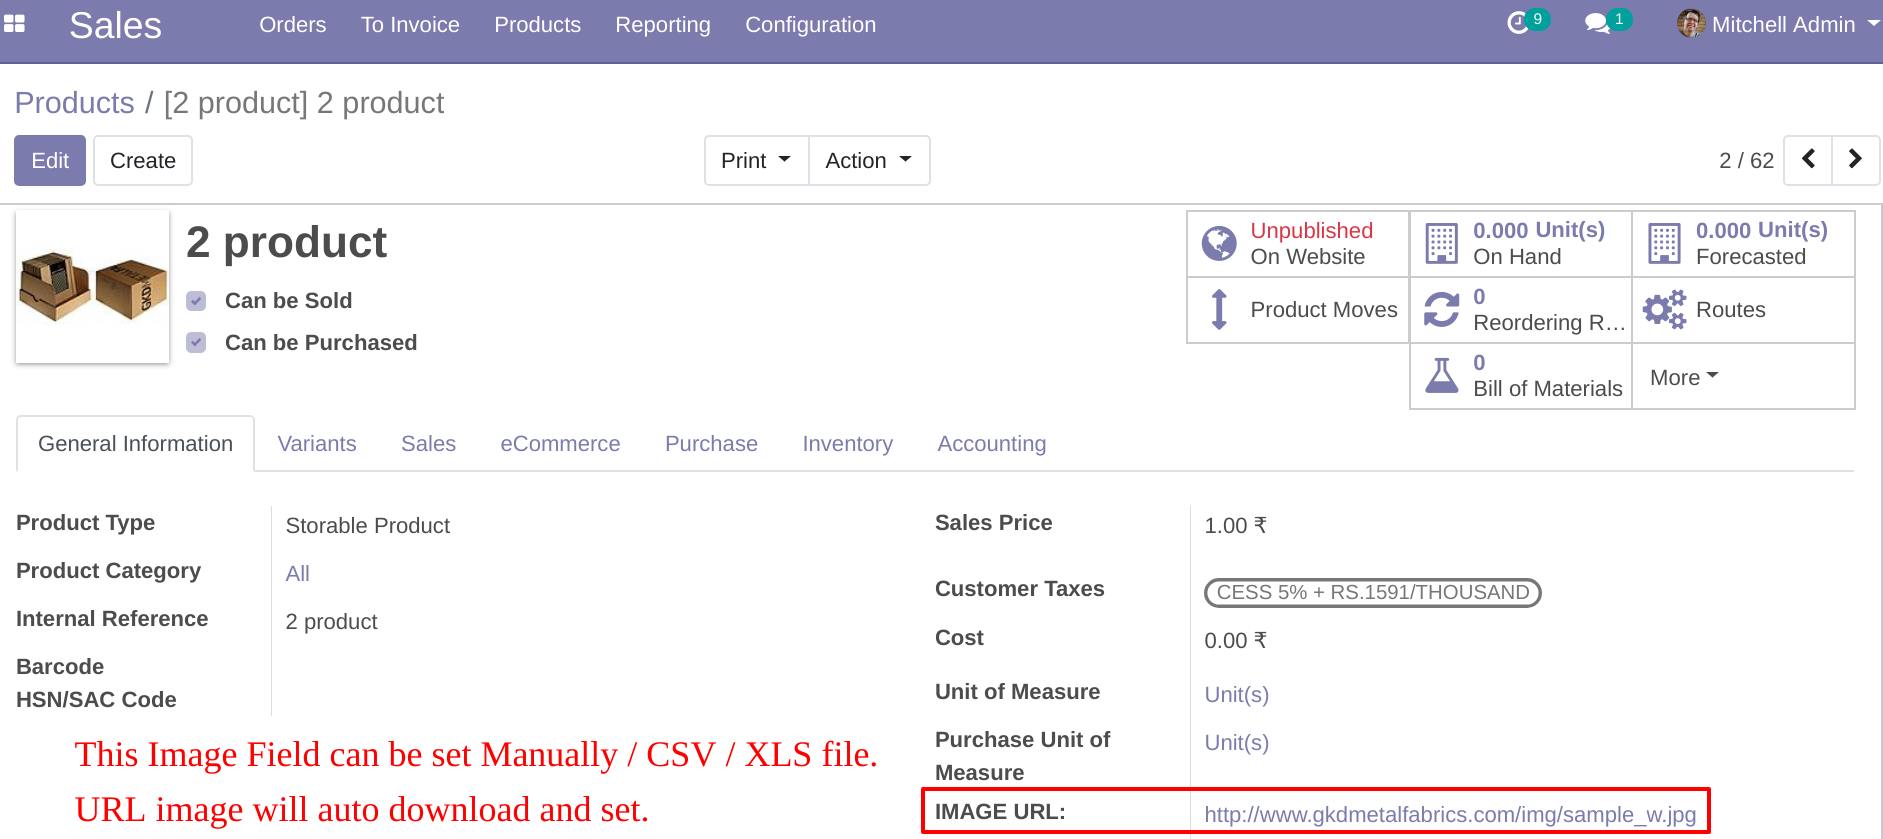 Sales Orders To Invoice Products Reporting Configuration 9 1 Mitchell Admin
Products / [2 product] 2 product
Edit Create Print Action 2 / 62
2 product
Can be Sold
Can be Purchased
Unpublished
On Website
0.000 Unit(s)
On Hand
0.000 Unit(s)
Forecasted
Product Moves
0
Reordering R...
Routes
0
Bill of Materials
More
General Information Variants Sales eCommerce Purchase Inventory Accounting
Product Type Storable Product
Product Category All
Internal Reference 2 product
Barcode
HSN/SAC Code
Sales Price 1.00 ₹
Customer Taxes CESS 5% + RS.1591/THOUSAND
Cost 0.00 ₹
Unit of Measure Unit(s)
Purchase Unit of Unit(s)
Measure
IMAGE URL: http://www.gkdmetalfabrics.com/img/sample_w.jpg
This Image Field can be set Manually / CSV / XLS file.
URL image will auto download and set.